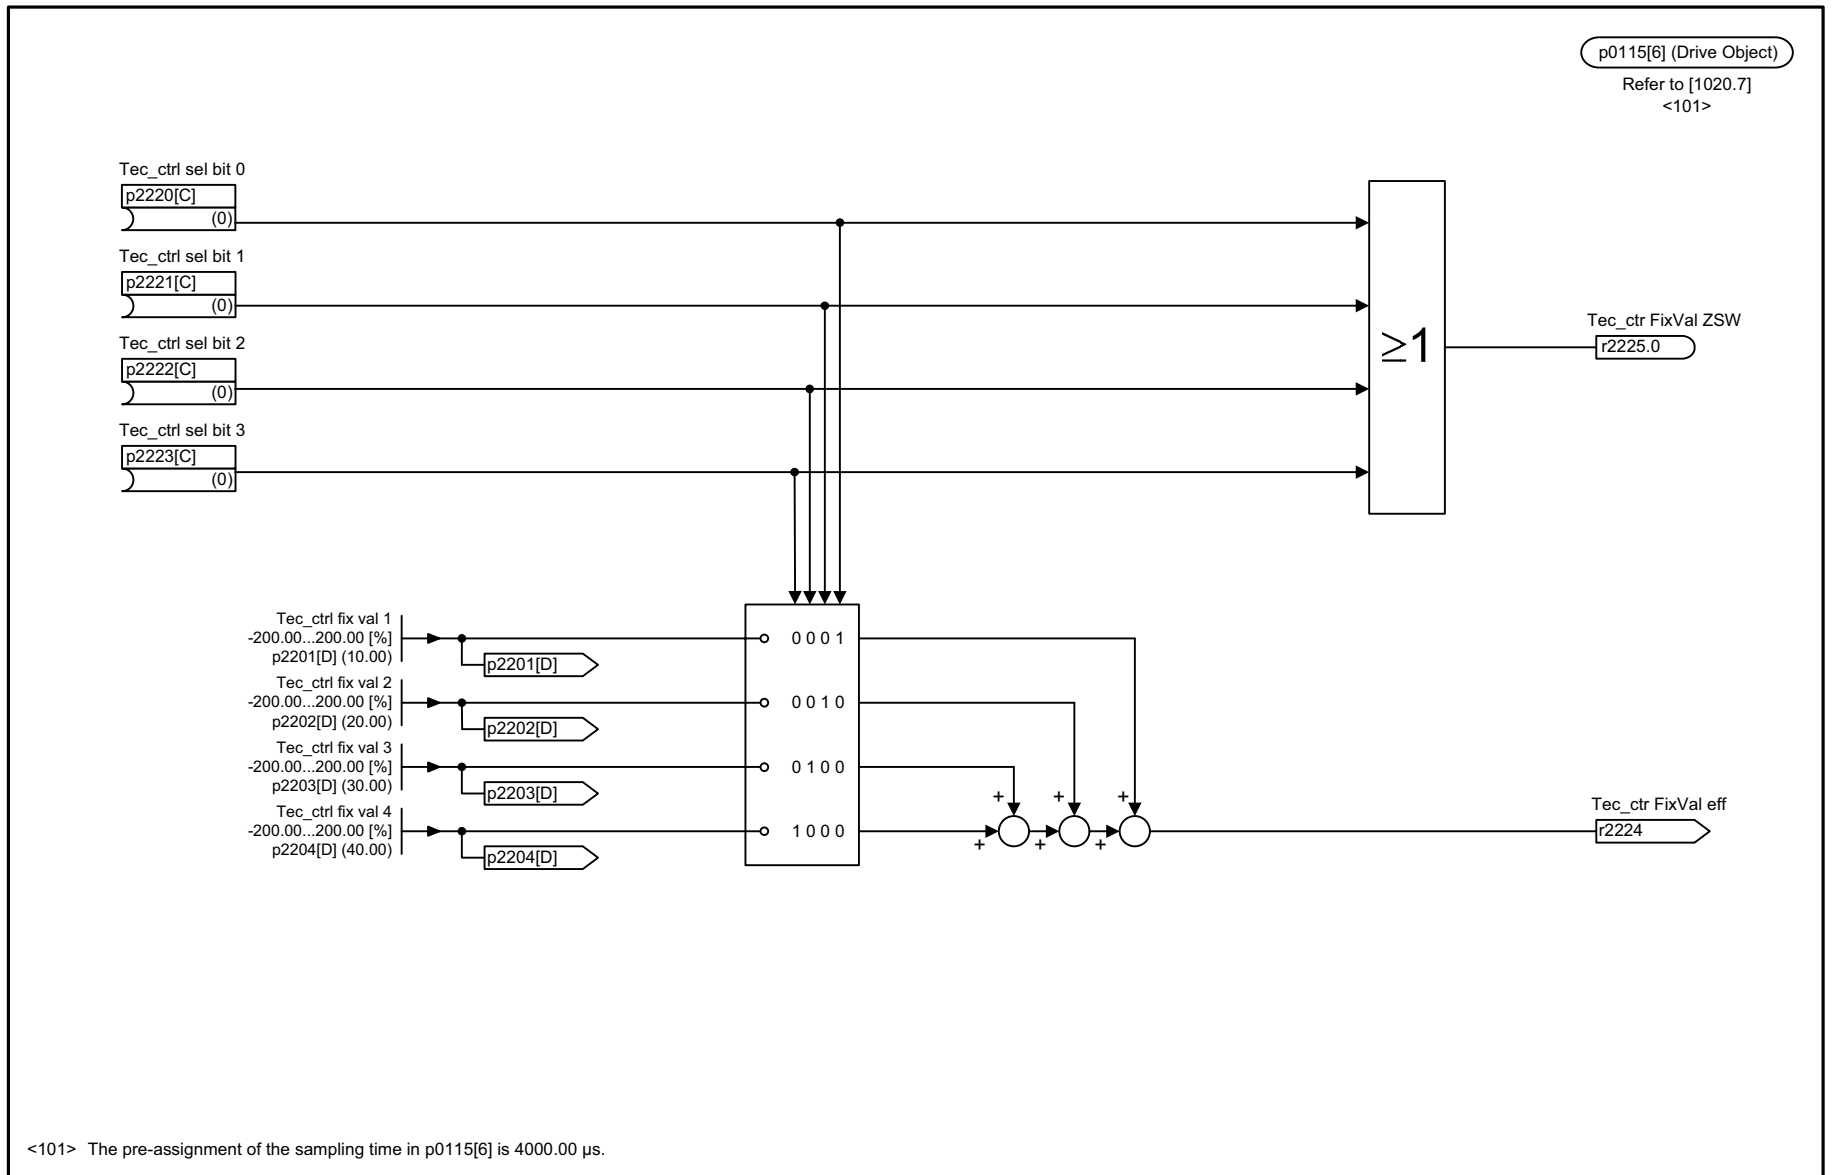 p0115[6] (Drive Object)
Refer to [1020.7]
<101>
Tec_ctrl sel bit 0
p2220[C]
(0)
Tec_ctrl sel bit 1
p2221[C]
(0)
Tec_ctrl sel bit 2
p2222[C]
(0)
Tec_ctrl sel bit 3
p2223[C]
(0)
≥1
Tec_ctr FixVal ZSW
r2225.0
Tec_ctrl fix val 1
-200.00...200.00 [%]
p2201[D] (10.00)
p2201[D]
0 0 0 1
Tec_ctrl fix val 2
-200.00...200.00 [%]
p2202[D] (20.00)
p2202[D]
0 0 1 0
Tec_ctrl fix val 3
-200.00...200.00 [%]
p2203[D] (30.00)
p2203[D]
0 1 0 0
Tec_ctrl fix val 4
-200.00...200.00 [%]
p2204[D] (40.00)
p2204[D]
1 0 0 0
+ + +
+ + +
Tec_ctr FixVal eff
r2224
<101> The pre-assignment of the sampling time in p0115[6] is 4000.00 µs.